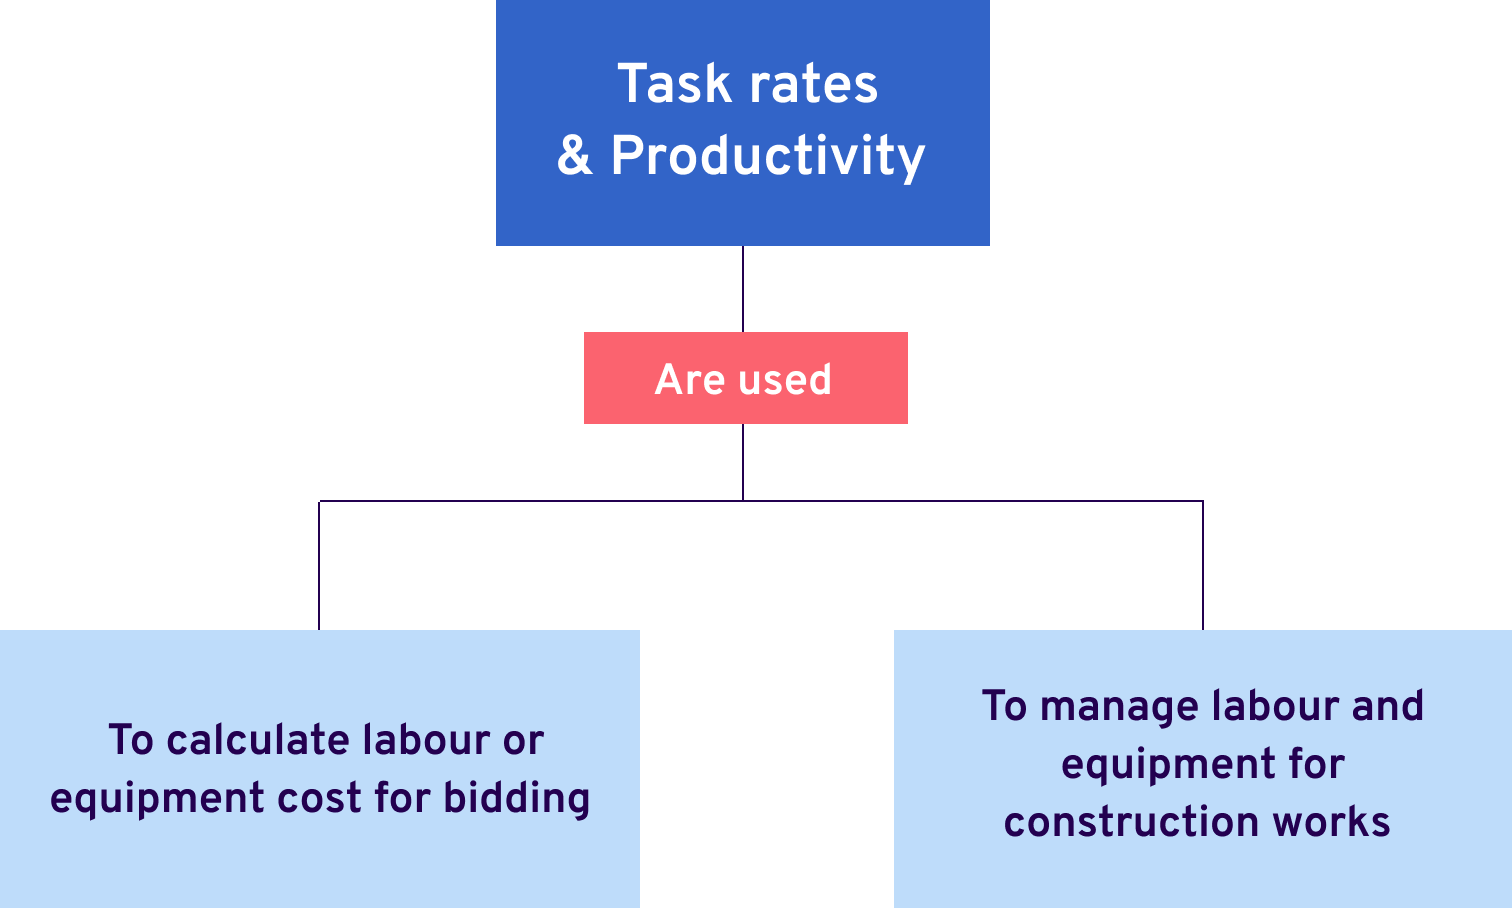 Task rates
& Productivity
Are used
To calculate labour or
equipment cost for bidding
To manage labour and
equipment for
construction works